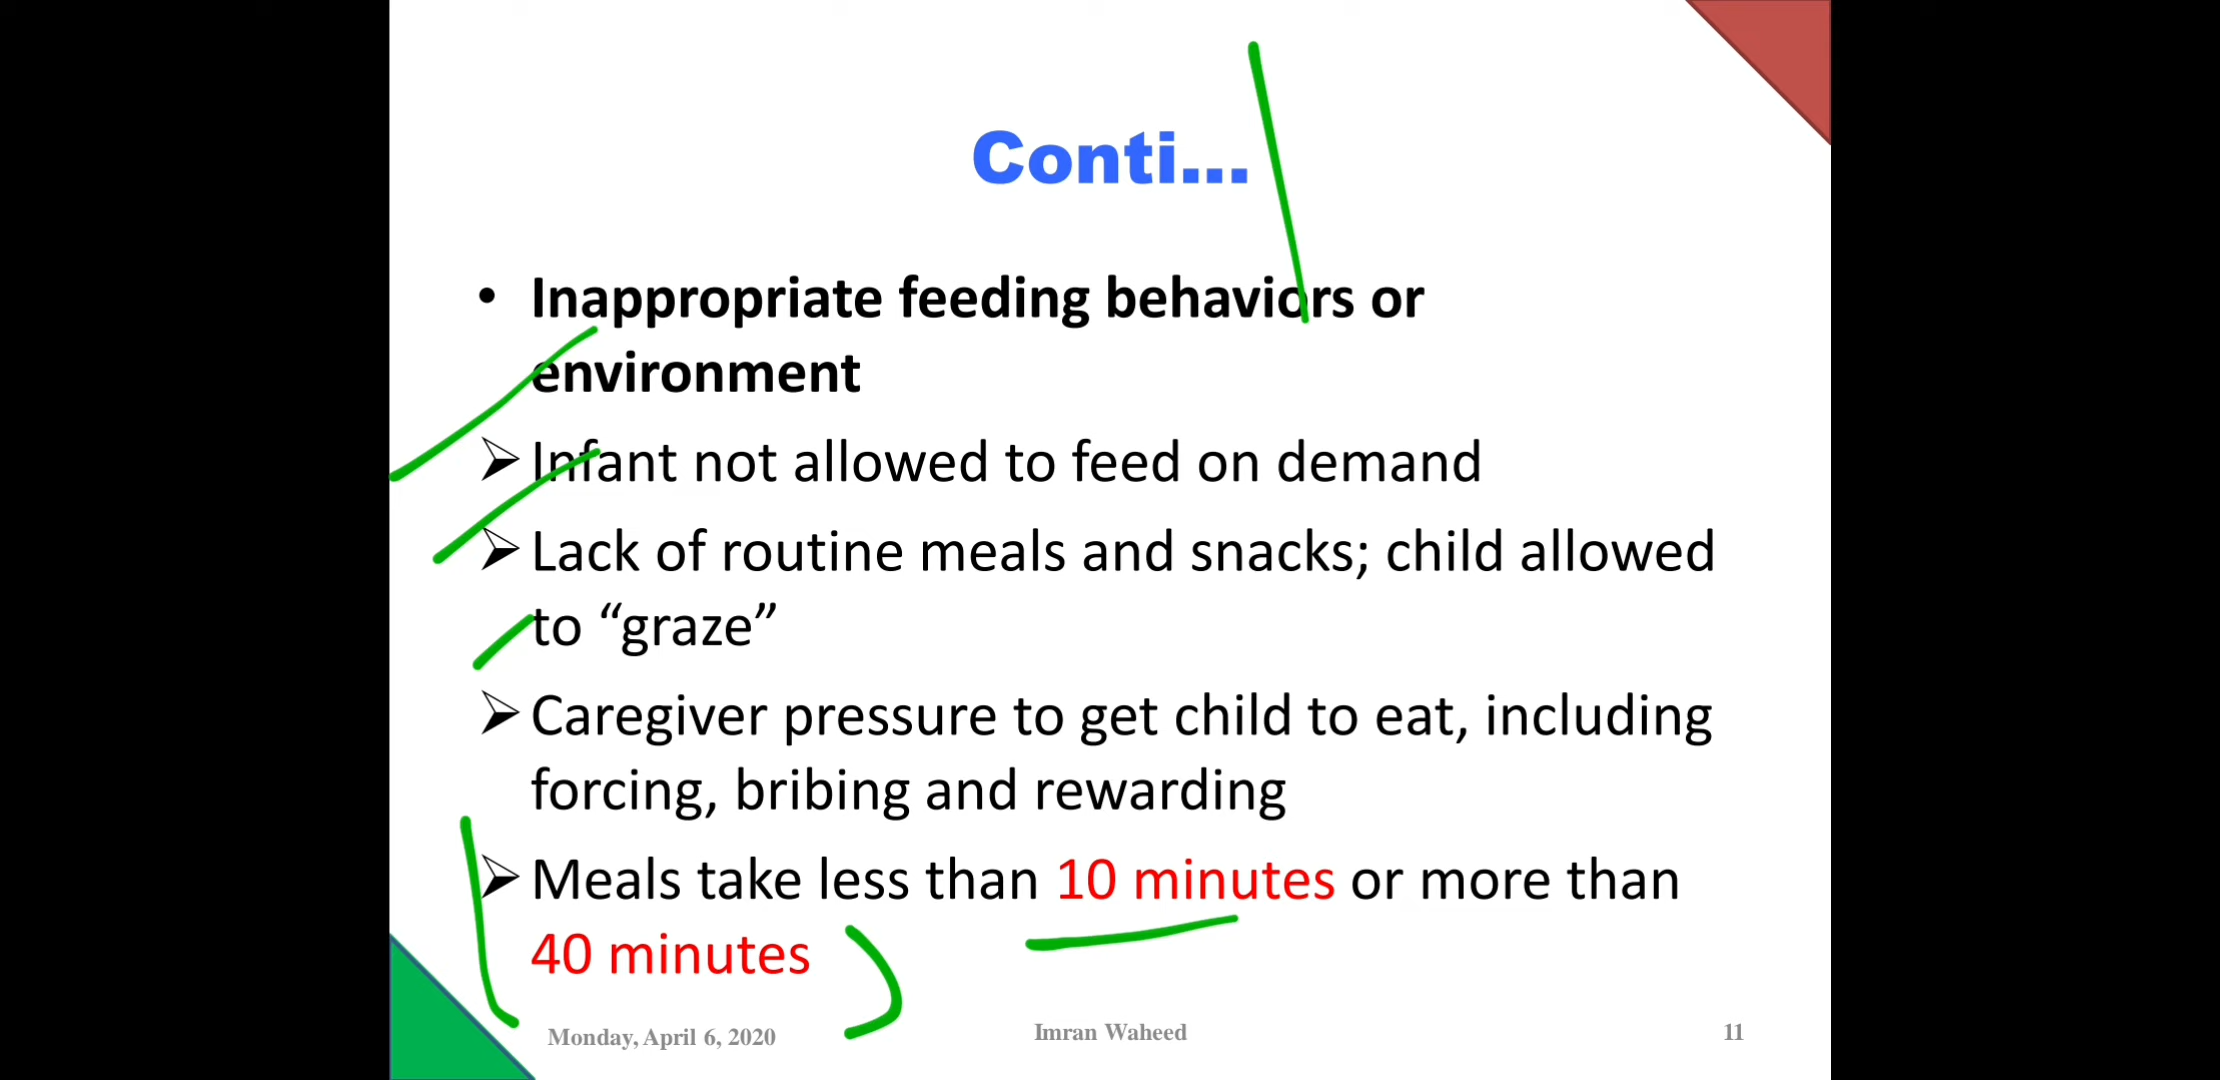 Conti...
• Inappropriate feeding behaviors or
environment
➢ Infant not allowed to feed on demand
➢ Lack of routine meals and snacks; child allowed
to “graze”
➢ Caregiver pressure to get child to eat, including
forcing, bribing and rewarding
➢ Meals take less than 10 minutes or more than
40 minutes
Monday, April 6, 2020
Imran Waheed
11